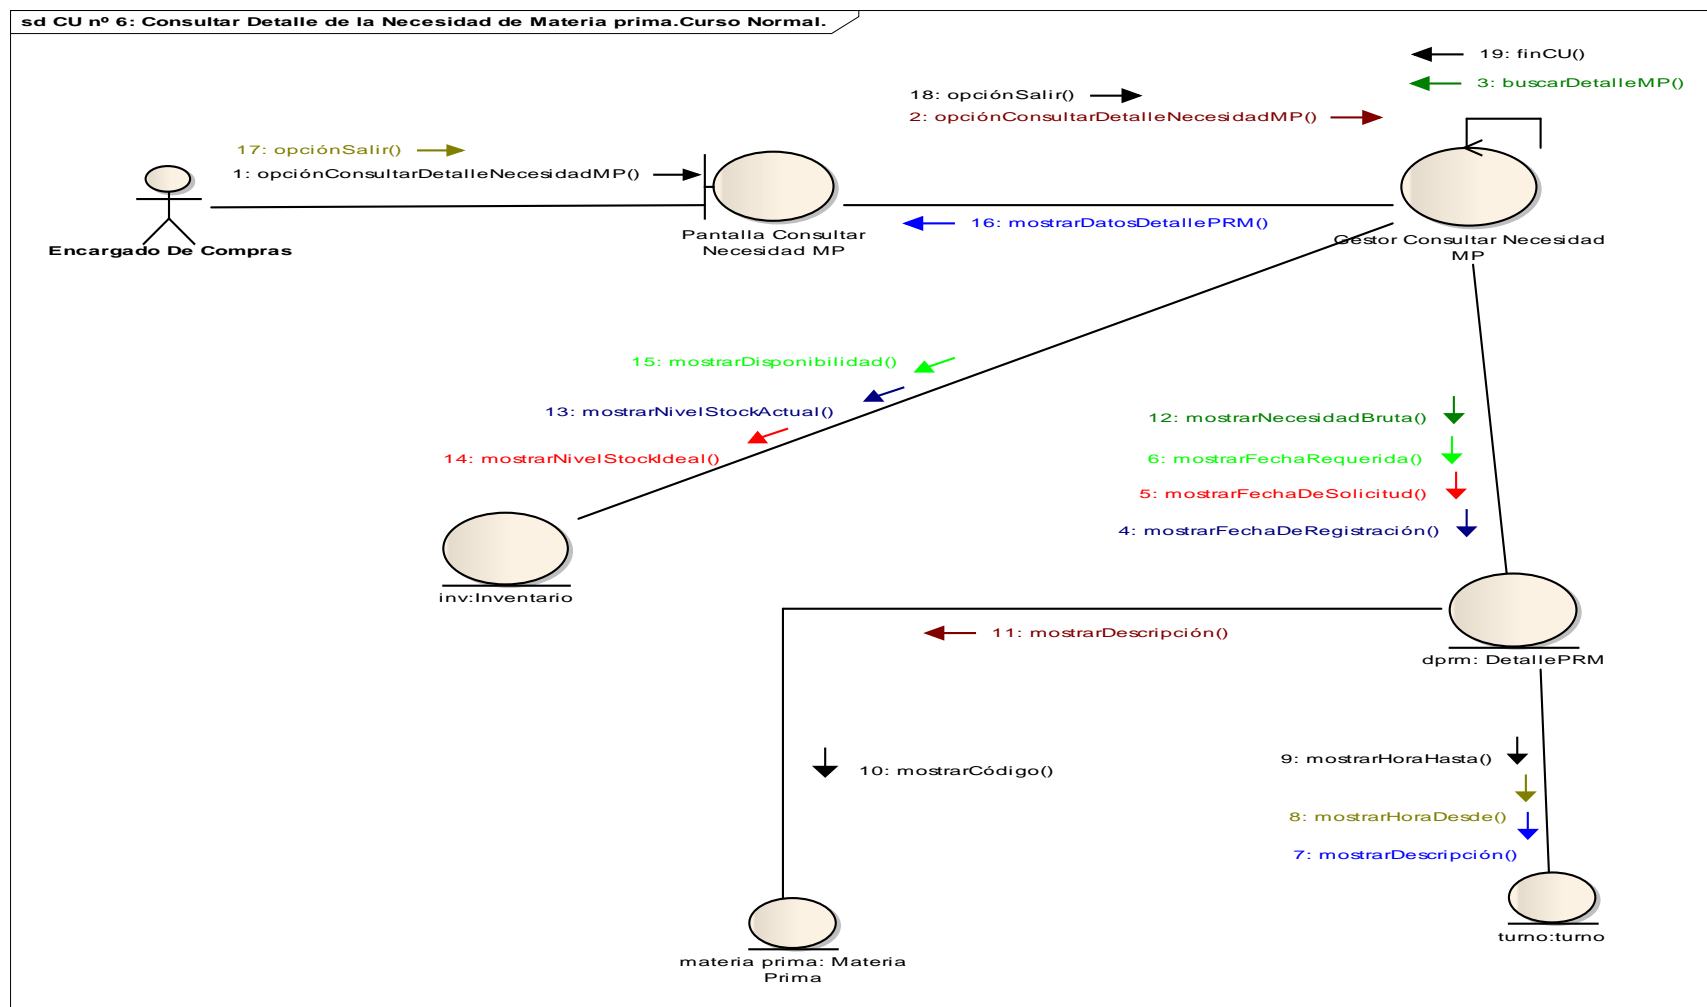 sd CU nº 6: Consultar Detalle de la Necesidad de Materia prima.Curso Normal.
19: finCU()
3: buscarDetalleMP()
18: opciónSalir()
2: opciónConsultarDetalleNecesidadMP()
17: opciónSalir()
1: opciónConsultarDetalleNecesidadMP()
16: mostrarDatosDetallePRM()
Encargado De Compras
Pantalla Consultar
Necesidad MP
Gestor Consultar Necesidad
MP
15: mostrarDisponibilidad()
13: mostrarNivelStockActual()
14: mostrarNivelStockIdeal()
12: mostrarNecesidadBruta()
6: mostrarFechaRequerida()
5: mostrarFechaDeSolicitud()
4: mostrarFechaDeRegistración()
inv:Inventario
11: mostrarDescripción()
dprm: DetallePRM
10: mostrarCódigo()
9: mostrarHoraHasta()
8: mostrarHoraDesde()
7: mostrarDescripción()
turno:turno
materia prima: Materia
Prima